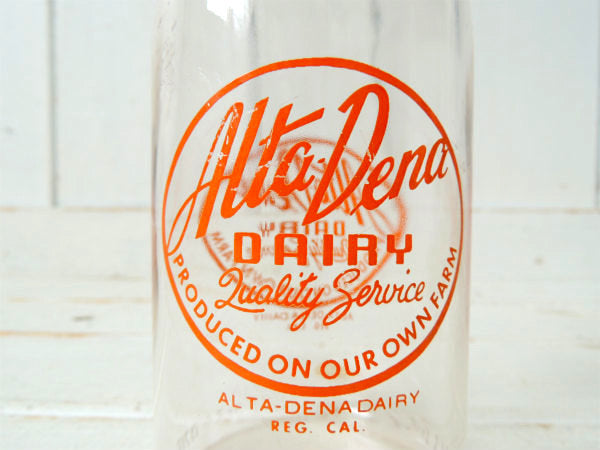 Alta-Dena
DAIRY
Quality Service
PRODUCED ON OUR OWN FARM
ALTA-DENA DAIRY
REG. CAL.